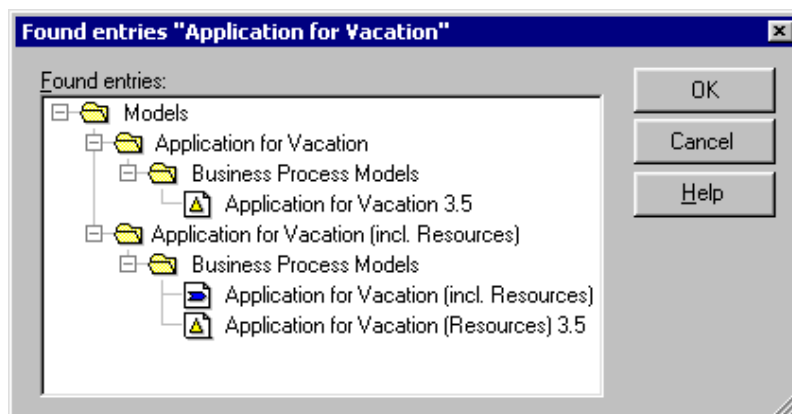 Found entries "Application for Vacation"
Found entries:
OK
Models
Application for Vacation
Cancel
Business Process Models
Help
Application for Vacation 3.5
Application for Vacation (incl. Resources)
Business Process Models
Application for Vacation (incl. Resources)
Application for Vacation (Resources) 3.5